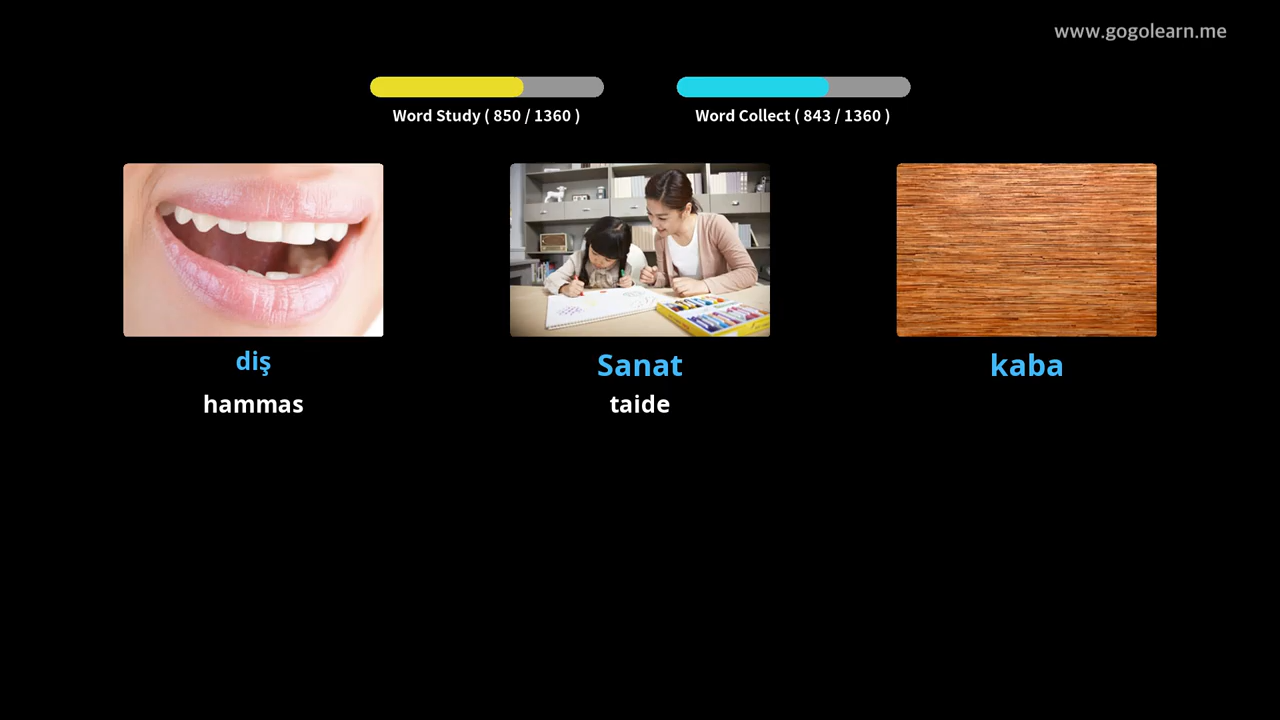 www.gogolearn.me
Word Study ( 850 / 1360 )
Word Collect ( 843 / 1360 )
diş
hammas
Sanat
taide
kaba